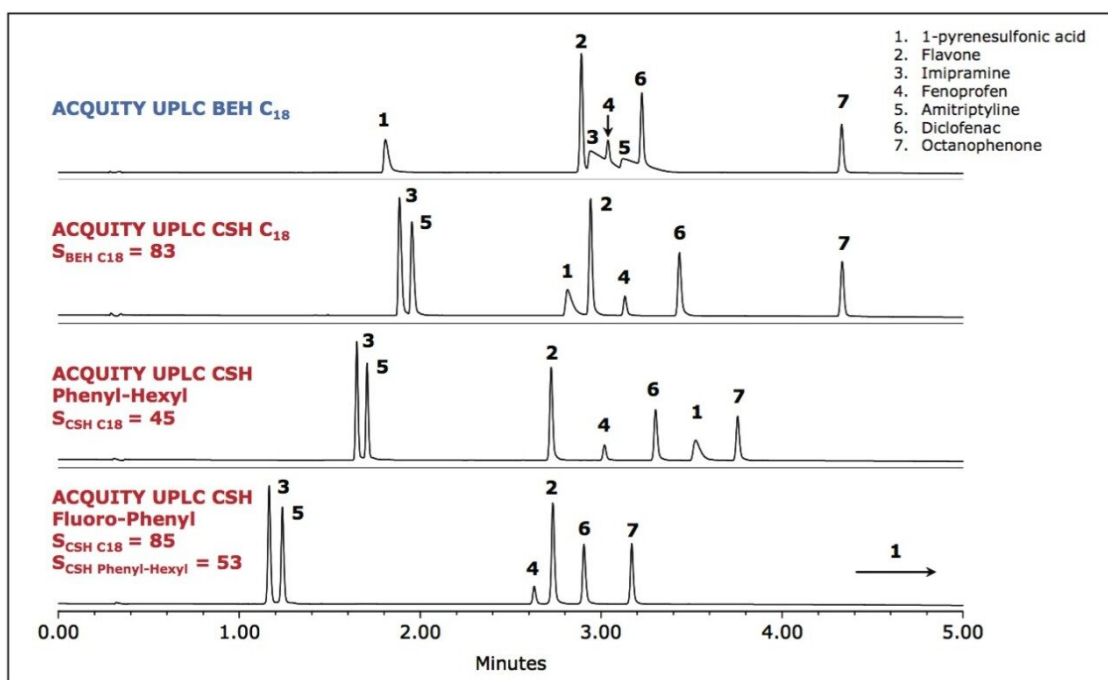 1. 1-pyrenesulfonic acid
2. Flavone
3. Imipramine
4. Fenoprofen
5. Amitriptyline
6. Diclofenac
7. Octanophenone
ACQUITY UPLC BEH C18
1
2
3
4
5
6
7
ACQUITY UPLC CSH C18
SBEH C18 = 83
3
5
1
2
4
6
7
ACQUITY UPLC CSH
Phenyl-Hexyl
SCSH C18 = 45
3
5
2
4
6
1
7
ACQUITY UPLC CSH
Fluoro-Phenyl
SCSH C18 = 85
SCSH Phenyl-Hexyl = 53
3
5
4
2
6
7
1
0.00 1.00 2.00 3.00 4.00 5.00
Minutes